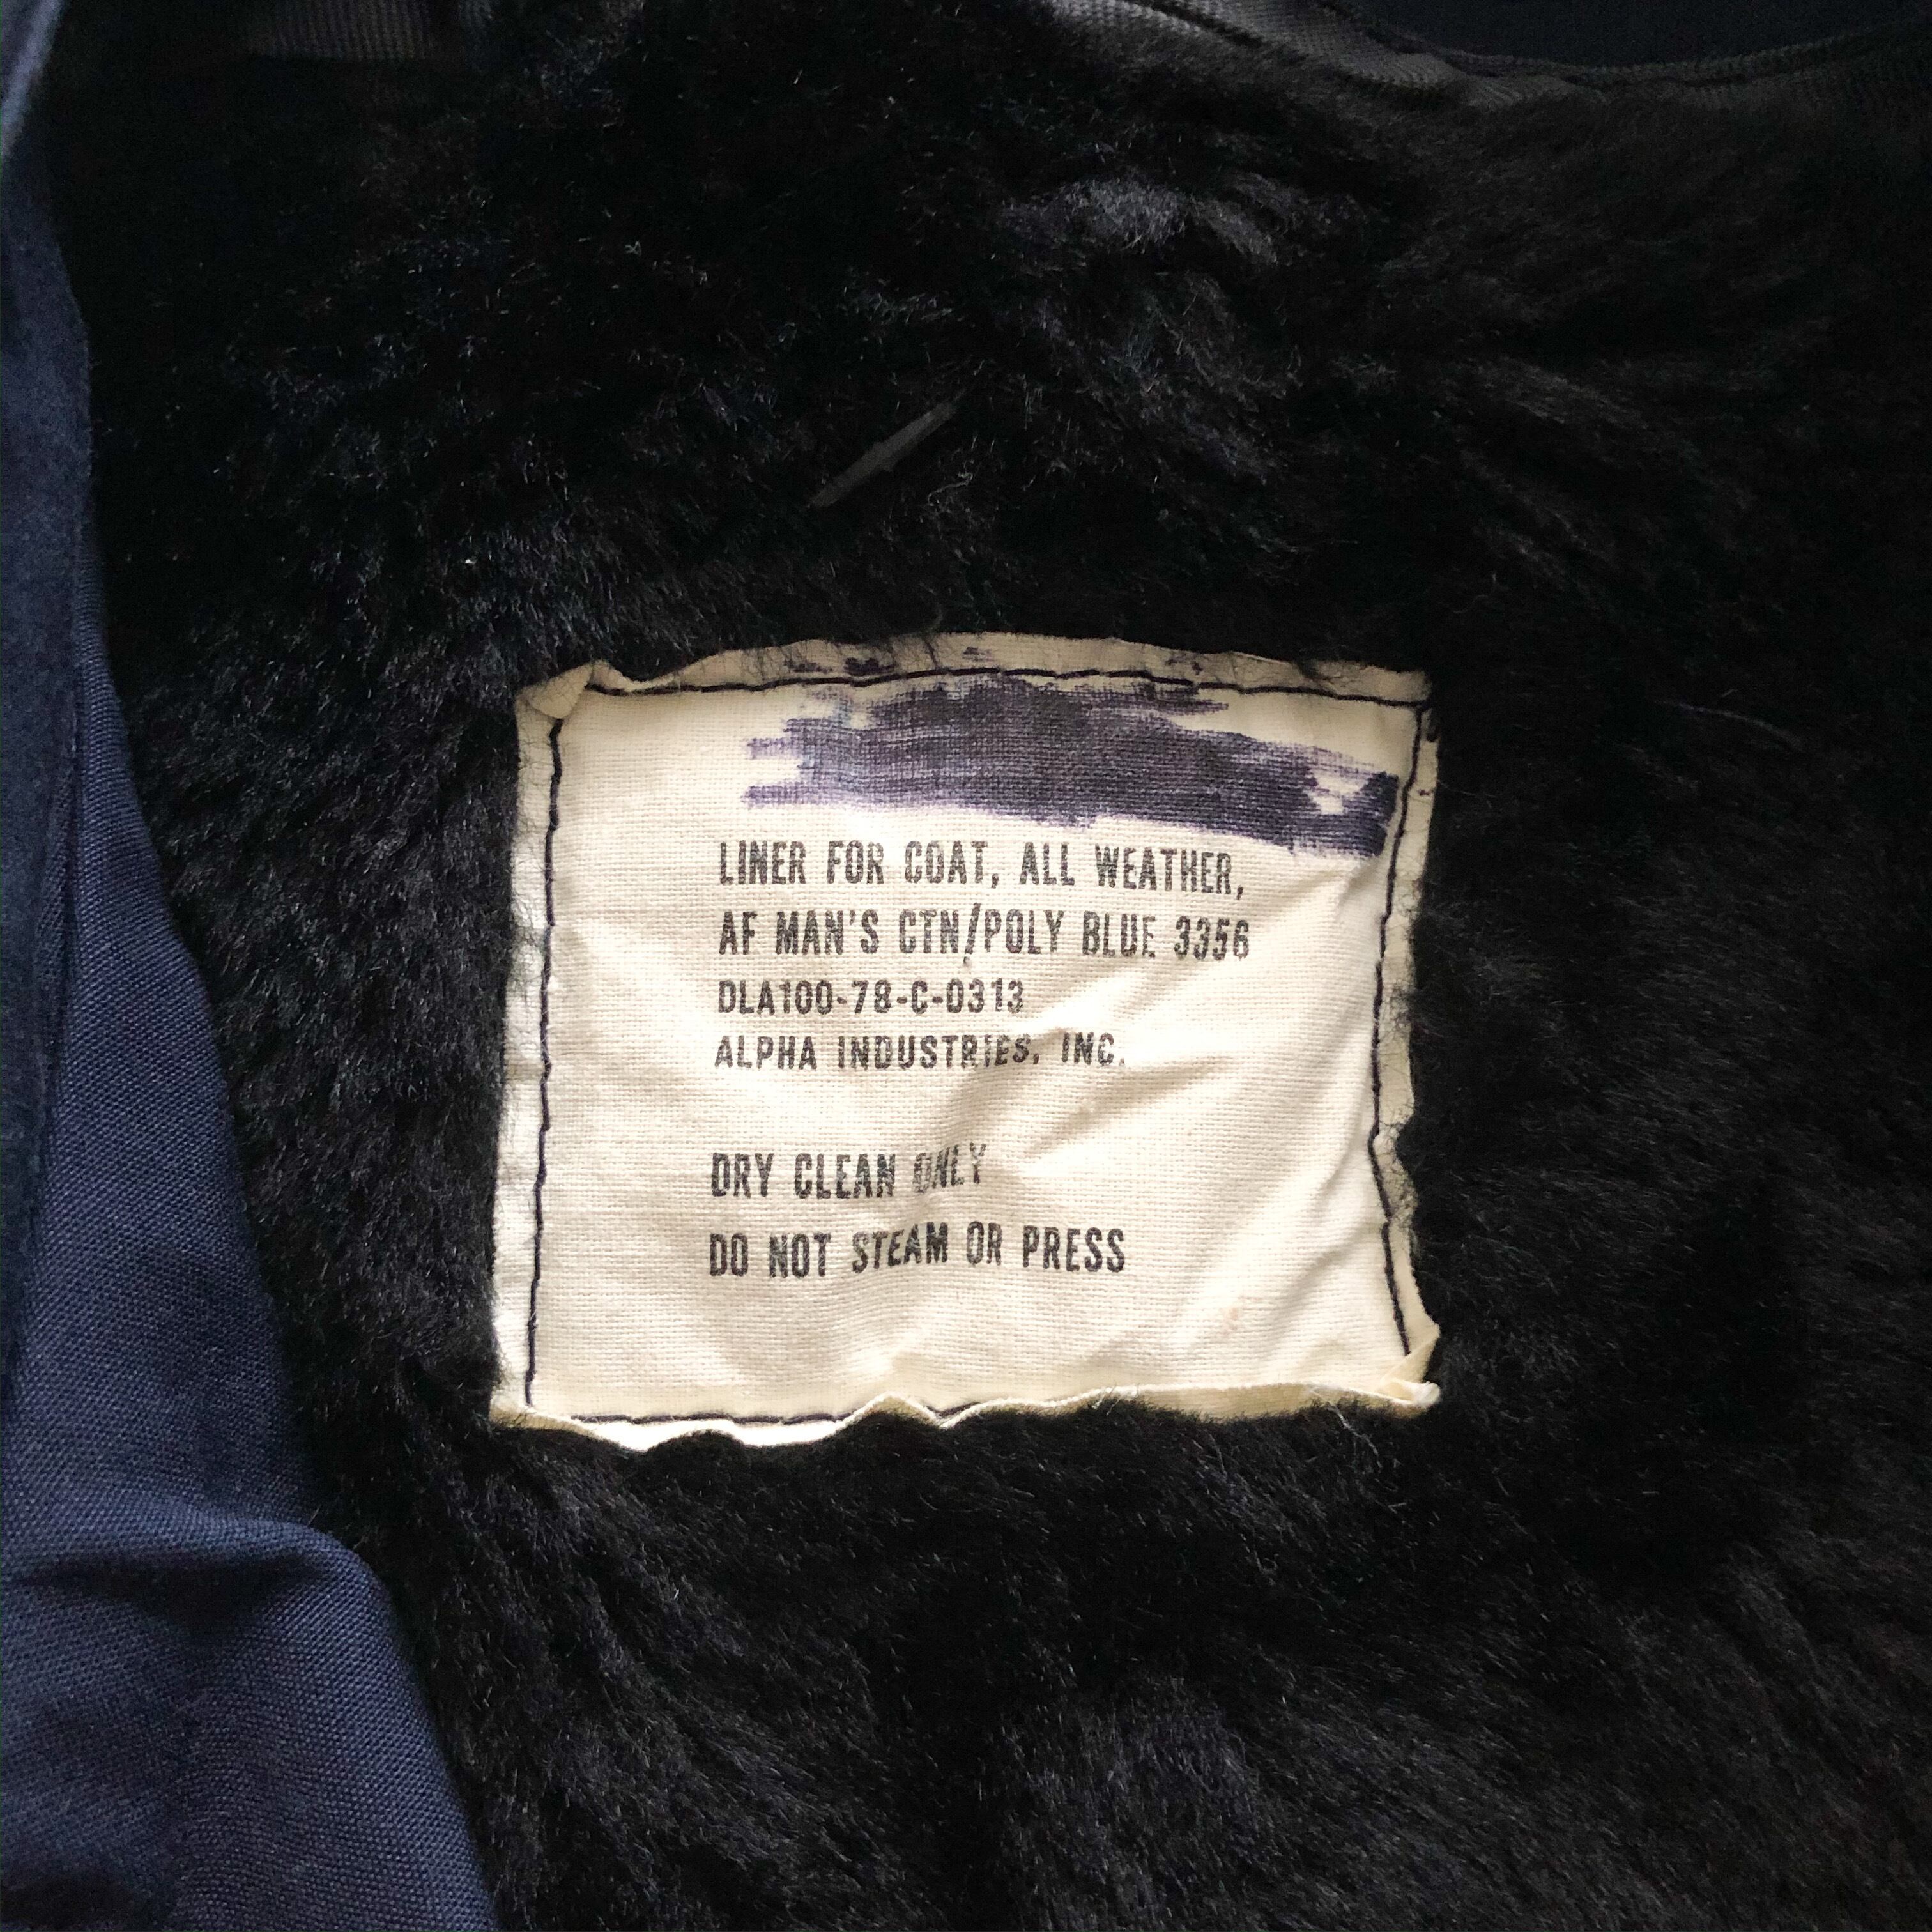 LINER FOR COAT, ALL WEATHER,
AF MAN'S CTN/POLY BLUE 3356
DLA100-78-C-0313
ALPHA INDUSTRIES, INC.
DRY CLEAN ONLY
DO NOT STEAM OR PRESS